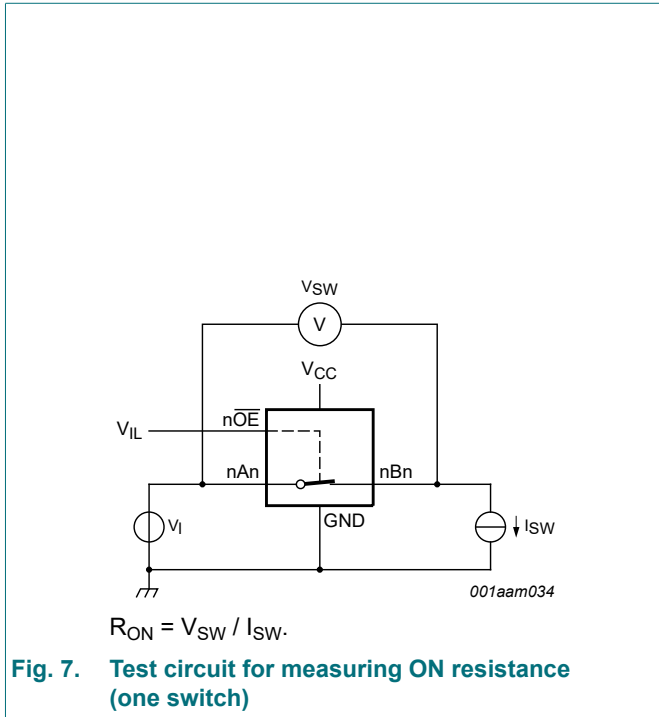 VSW
V
VCC
nOE
VIL
nAn
nBn
GND
VI
ISW
001aam034
RON = VSW / ISW.
Fig. 7. Test circuit for measuring ON resistance
(one switch)